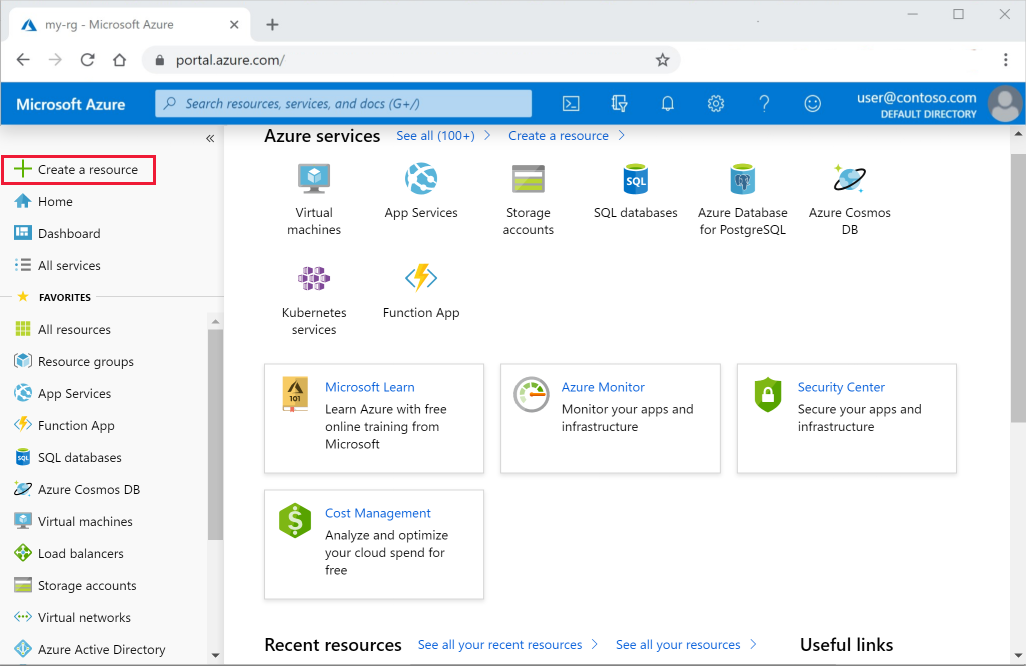 my-rg - Microsoft Azure
portal.azure.com/
Microsoft Azure
Search resources, services, and docs (G+/)
user@contoso.com
DEFAULT DIRECTORY
Create a resource
Home
Dashboard
All services
FAVORITES
All resources
Resource groups
App Services
Function App
SQL databases
Azure Cosmos DB
Virtual machines
Load balancers
Storage accounts
Virtual networks
Azure Active Directory
Azure services
See all (100+)
Create a resource
Virtual
machines
App Services
Storage
accounts
SQL
SQL databases
Azure Database
for PostgreSQL
Azure Cosmos
DB
Kubernetes
services
Function App
101
Microsoft Learn
Learn Azure with free
online training from
Microsoft
Azure Monitor
Monitor your apps and
infrastructure
Security Center
Secure your apps and
infrastructure
Cost Management
Analyze and optimize
your cloud spend for
free
Recent resources
See all your recent resources
See all your resources
Useful links